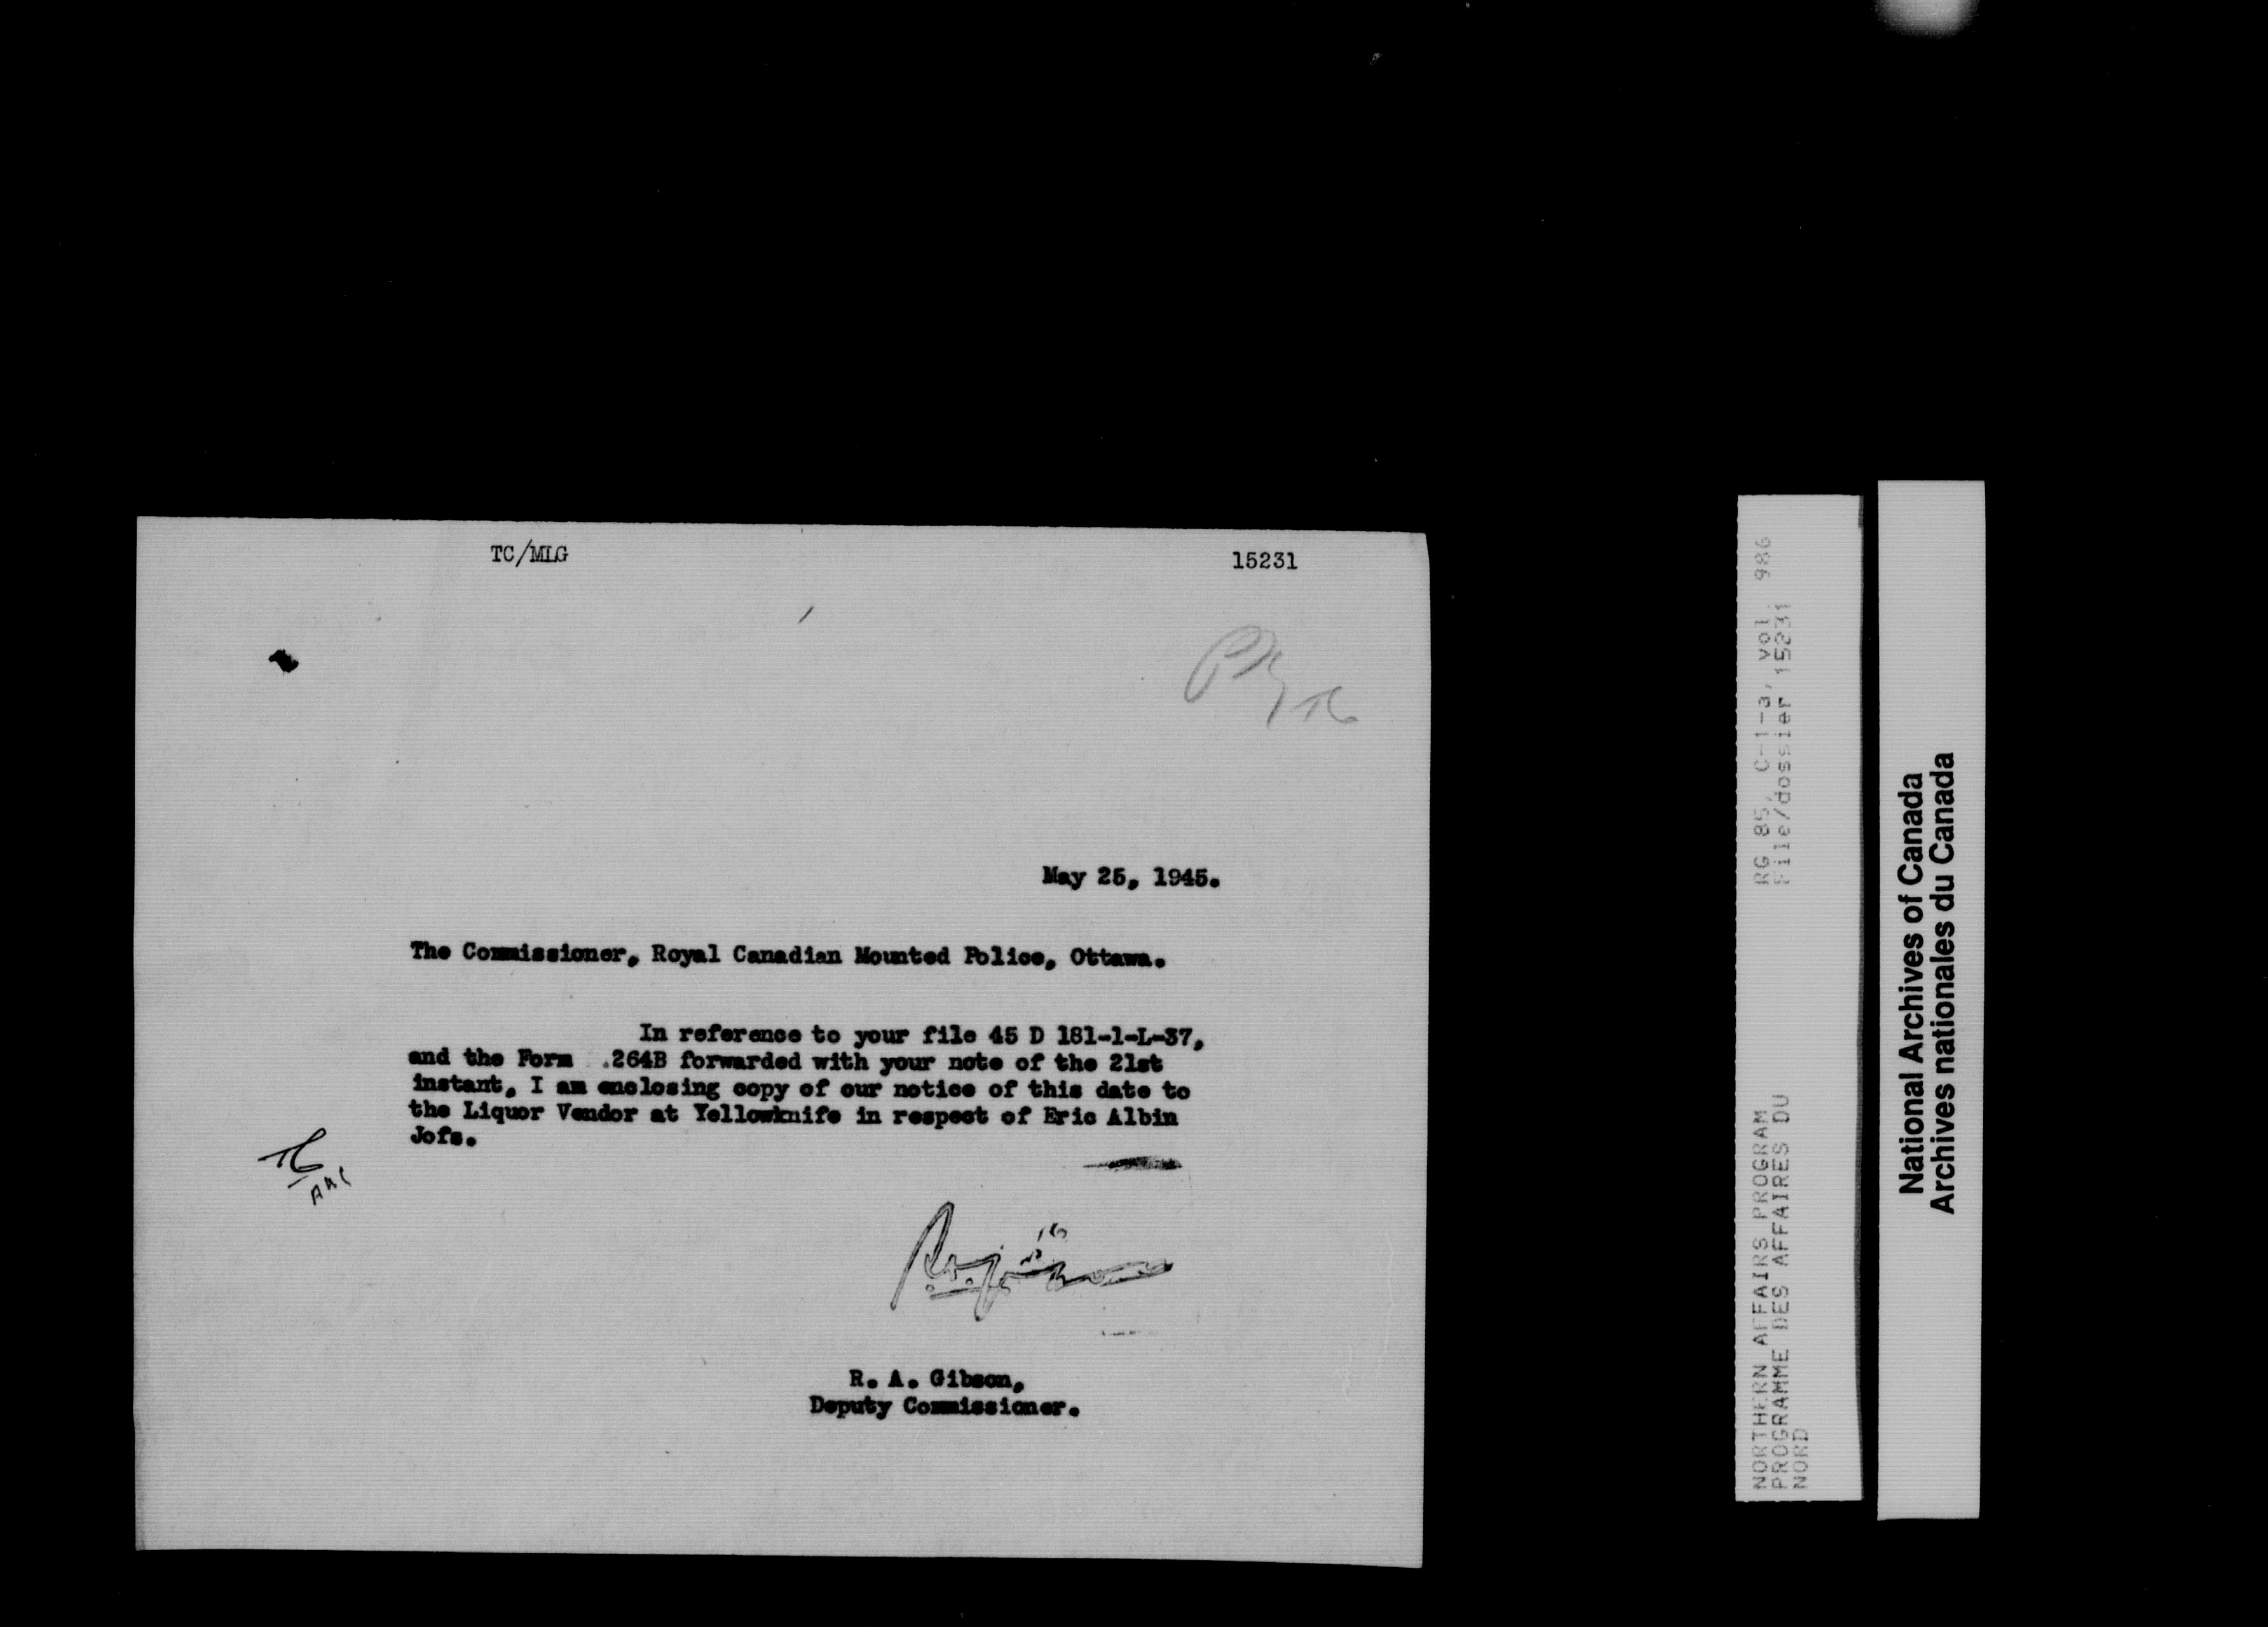 TC/MLG
15231
May 25, 1945.
The Commissioner, Royal Canadian Mounted Police, Ottawa.
In reference to your file 45 D 181-1-L-37,
and the Form .264B forwarded with your note of the 21st
instant, I am enclosing copy of our notice of this date to
the Liquor Vendor at Yellowknife in respect of Eric Albin
Jofs.
R. A. Gibson,
Deputy Commissioner.
RG 85, C-1-a, vol. 986
File/dossier 15231
NORTHERN AFFAIRS PROGRAM
PROGRAMME DES AFFAIRES DU
NORD
National Archives of Canada
Archives nationales du Canada